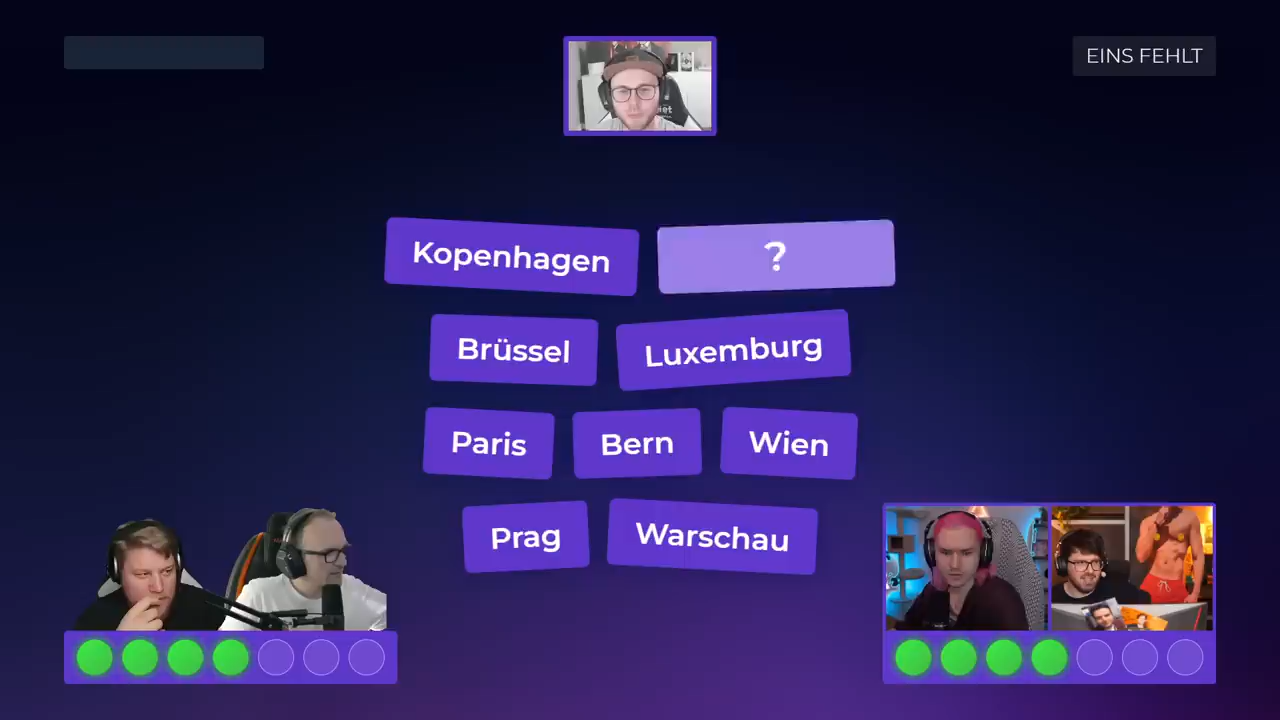 EINS FEHLT
Kopenhagen ?
Brüssel Luxemburg
Paris Bern Wien
Prag Warschau